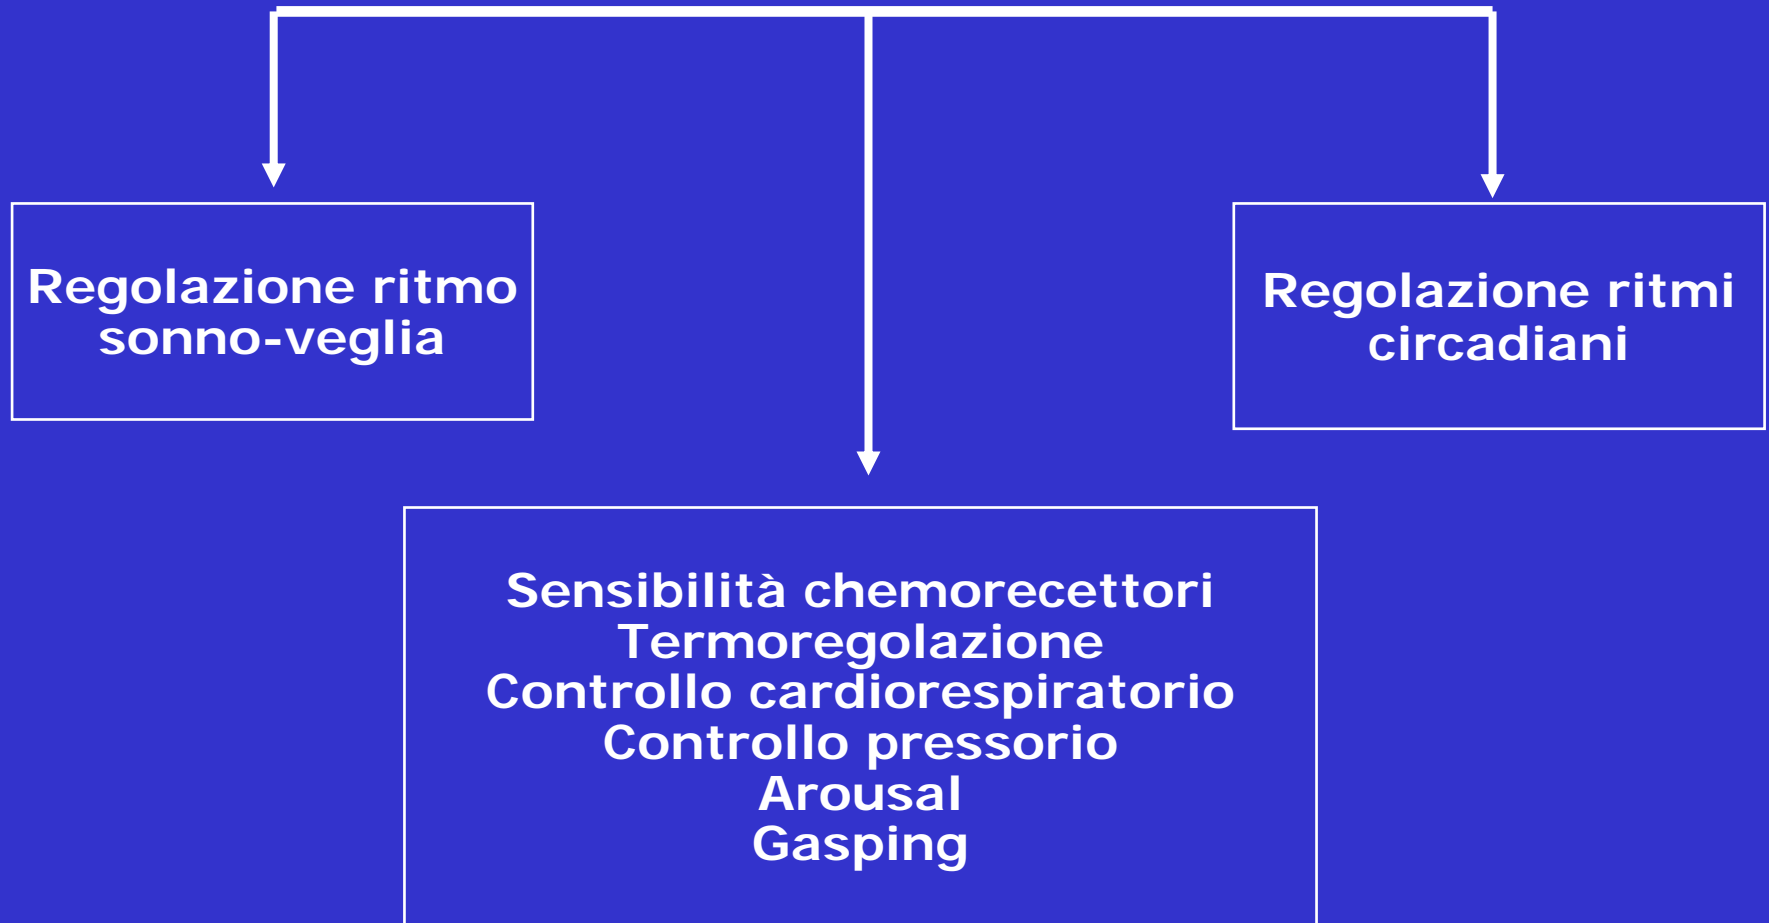 Regolazione ritmo
sonno-veglia
Regolazione ritmi
circadiani
Sensibilità chemorecettori
Termoregolazione
Controllo cardiorespiratorio
Controllo pressorio
Arousal
Gasping